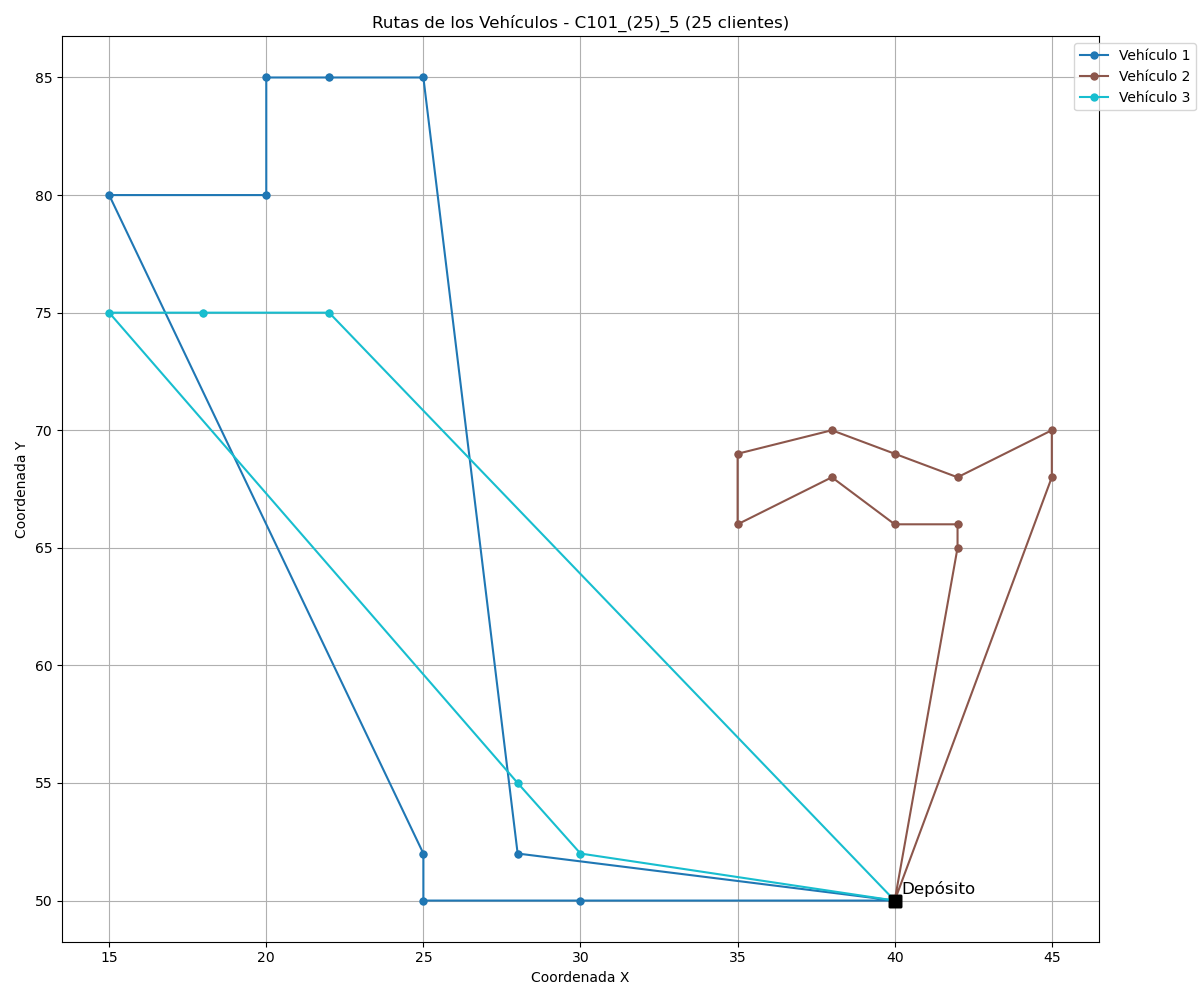 Rutas de los Vehículos - C101_(25)_5 (25 clientes)
Vehículo 1
Vehículo 2
Vehículo 3
85
80
75
70
65
60
55
50
Coordenada Y
Depósito
15 20 25 30 35 40 45
Coordenada X